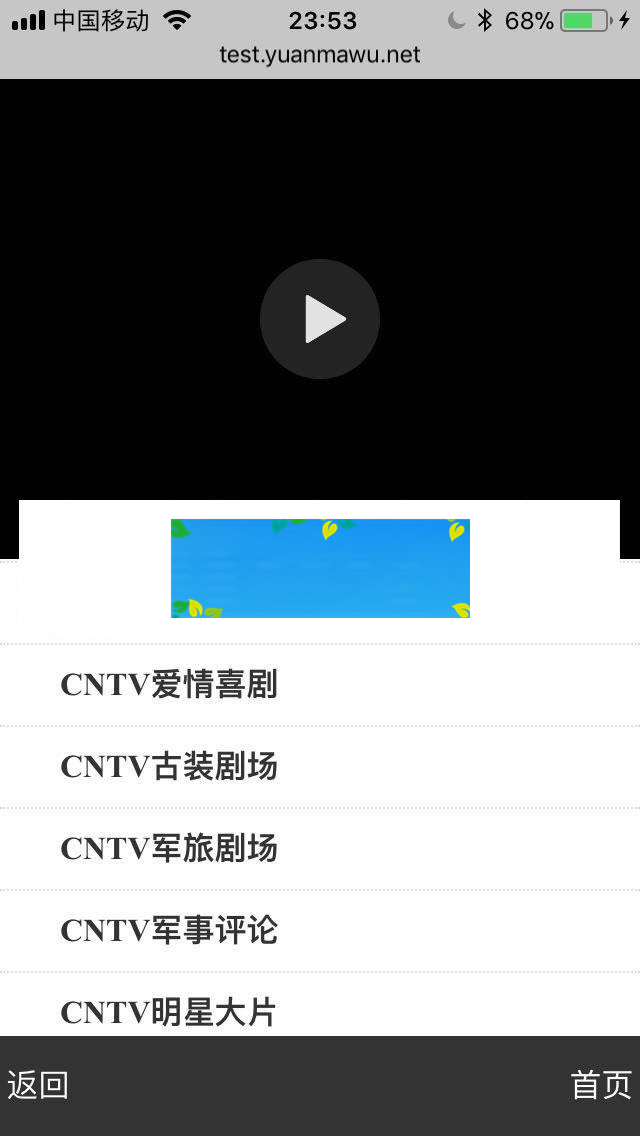 中国移动 23:53 68%
test.yuanmawu.net
CNTV爱情喜剧
CNTV古装剧场
CNTV军旅剧场
CNTV军事评论
CNTV明星大片
返回 首页